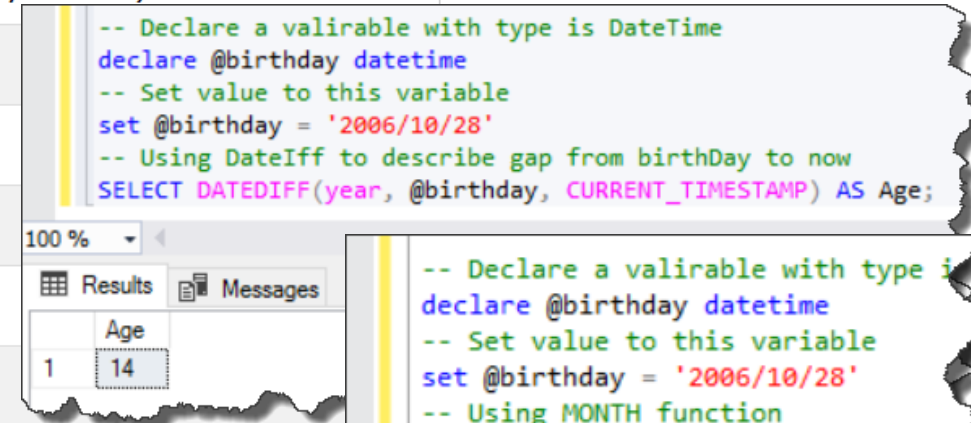 -- Declare a valirable with type is DateTime
declare @birthday datetime
-- Set value to this variable
set @birthday = '2006/10/28'
-- Using DateIff to describe gap from birthDay to now
SELECT DATEDIFF(year, @birthday, CURRENT_TIMESTAMP) AS Age;
100 %
Results Messages
Age
1 14
-- Declare a valirable with type
declare @birthday datetime
-- Set value to this variable
set @birthday = '2006/10/28'
-- Using MONTH function